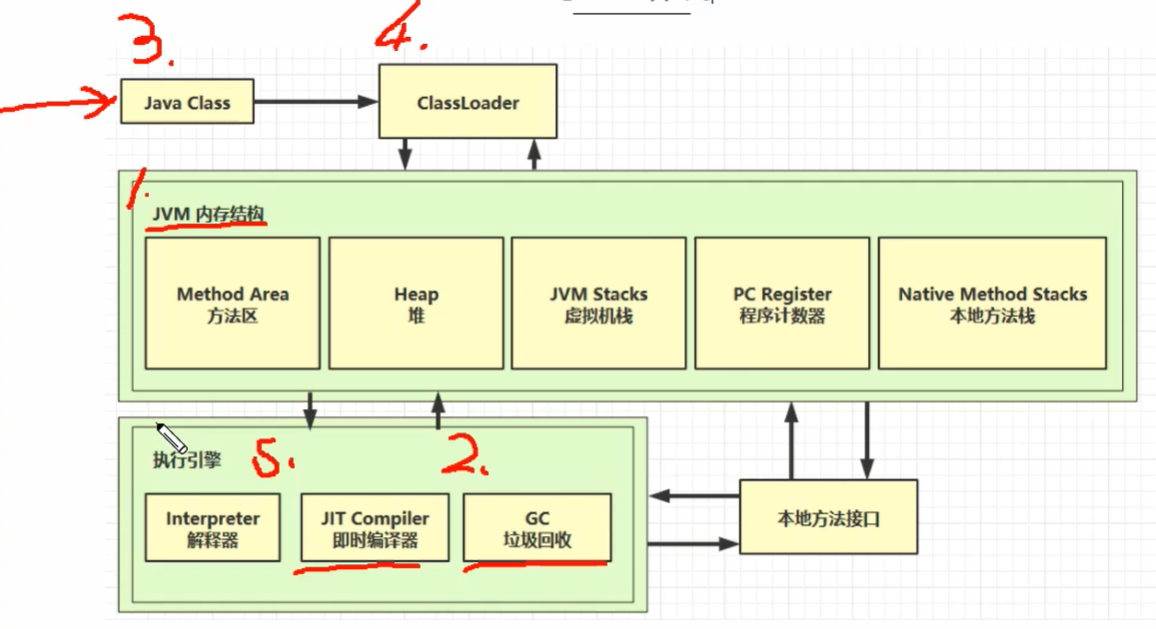 3.
4.
Java Class
ClassLoader
1.
JVM 内存结构
Method Area
方法区
Heap
堆
JVM Stacks
虚拟机栈
PC Register
程序计数器
Native Method Stacks
本地方法栈
执行引擎
5.
2.
Interpreter
解释器
JIT Compiler
即时编译器
GC
垃圾回收
本地方法接口